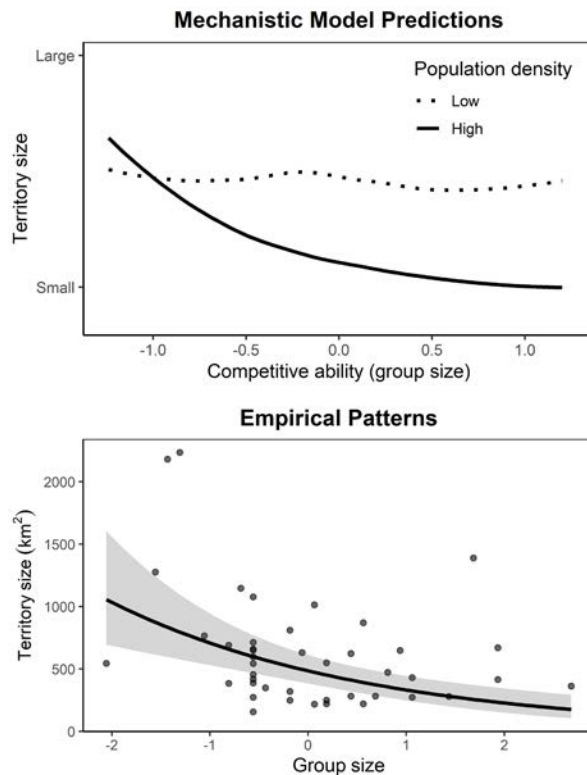 Mechanistic Model Predictions
Large
Small
Territory size
Population density
Low
High
-1.0
-0.5
0.0
0.5
1.0
Competitive ability (group size)
Empirical Patterns
2000
1500
1000
500
0
Territory size (km²)
-2
-1
0
1
2
Group size